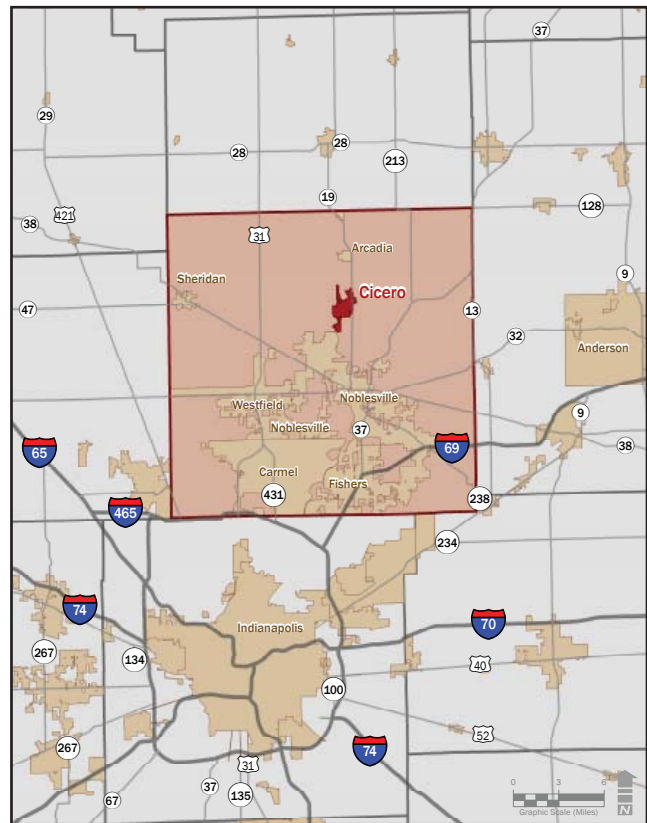 37
29
28
28
213
19
128
421
38
31
Arcadia
9
Sheridan
Cicero
47
13
32
Anderson
Westfield
Noblesville
Noblesville
9
37
38
65
69
Carmel
Fishers
431
238
465
234
74
Indianapolis
70
267
134
40
100
52
267
74
31
37
67
135
0 3 6
Graphic Scale (Miles)
N